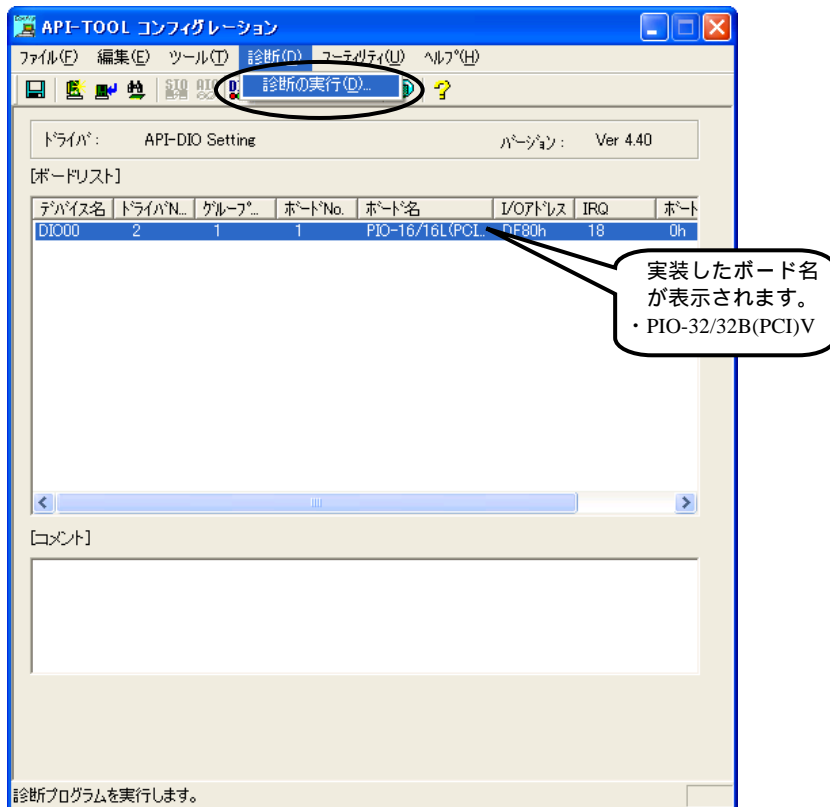 API-TOOL コンフィグレーション
ファイル(F) 編集(E) ツール(T) 診断(D) ユーティリティ(U) ヘルプ(H)
診断の実行(D)...
SIO AIO
ドライバ: API-DIO Setting バージョン: Ver 4.40
[ボードリスト]
デバイス名 ドライバN... グループ... ボードNo. ボード名 I/Oアドレス IRQ ボート
DIO00 2 1 1 PIO-16/16L(PCI... DF80h 18 0h
実装したボード名
が表示されます。
・PIO-32/32B(PCI)V
[コメント]
診断プログラムを実行します。